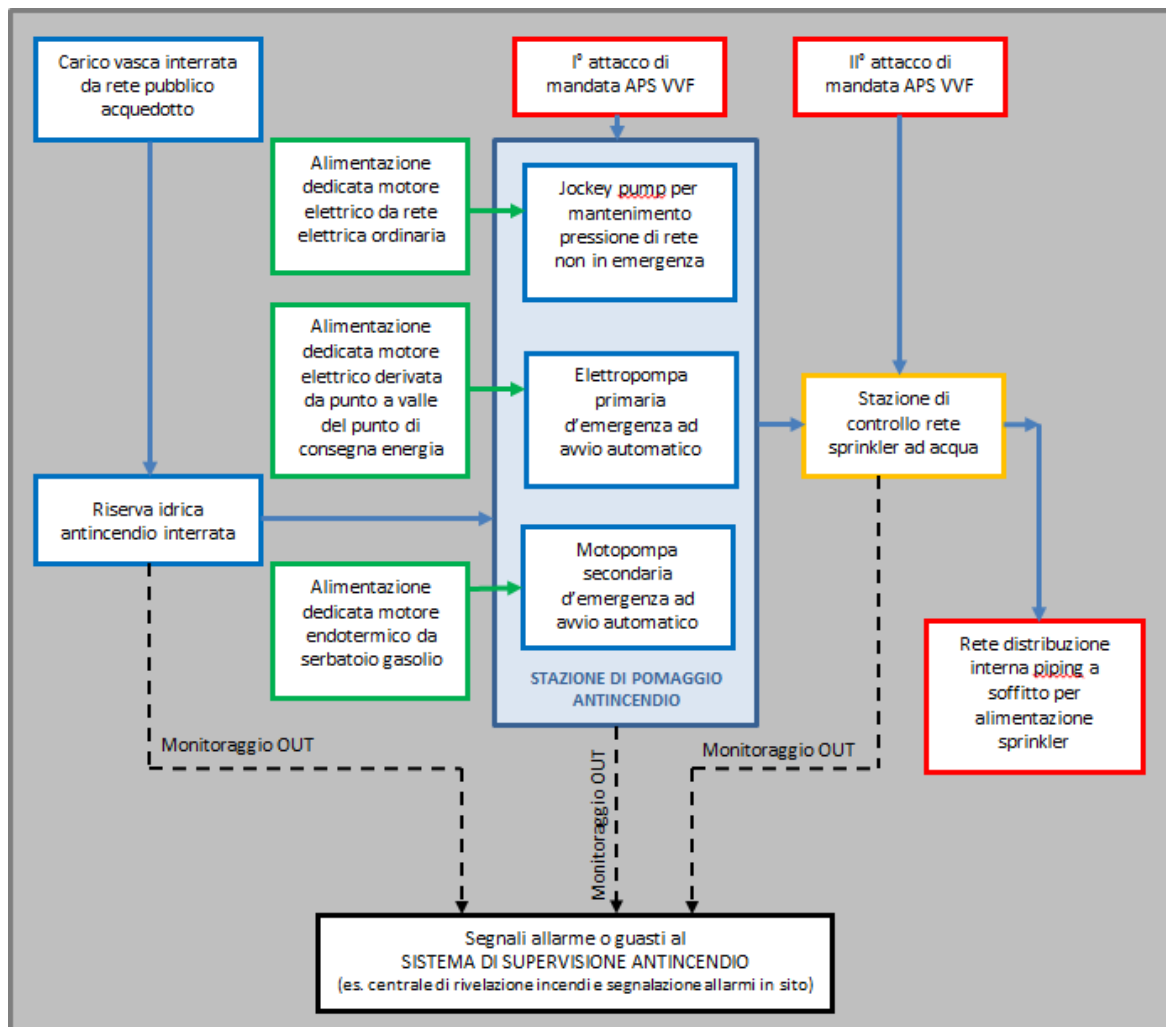 Carico vasca interrata
da rete pubblico
acquedotto
I° attacco di
mandata APS VVF
II° attacco di
mandata APS VVF
Alimentazione
dedicata motore
elettrico da rete
elettrica ordinaria
Jockey pump per
mantenimento
pressione di rete
non in emergenza
Alimentazione
dedicata motore
elettrico derivata
da punto a valle
del punto di
consegna energia
Elettropompa
primaria
d'emergenza ad
avvio automatico
Stazione di
controllo rete
sprinkler ad acqua
Riserva idrica
antincendio interrata
Motopompa
secondaria
d'emergenza ad
avvio automatico
Alimentazione
dedicata motore
endotermico da
serbatoio gasolio
STAZIONE DI POMAGGIO
ANTINCENDIO
Rete distribuzione
interna piping a
soffitto per
alimentazione
sprinkler
Monitoraggio OUT
Monitoraggio OUT
Monitoraggio OUT
Segnali allarme o guasti al
SISTEMA DI SUPERVISIONE ANTINCENDIO
(es. centrale di rivelazione incendi e segnalazione allarmi in sito)